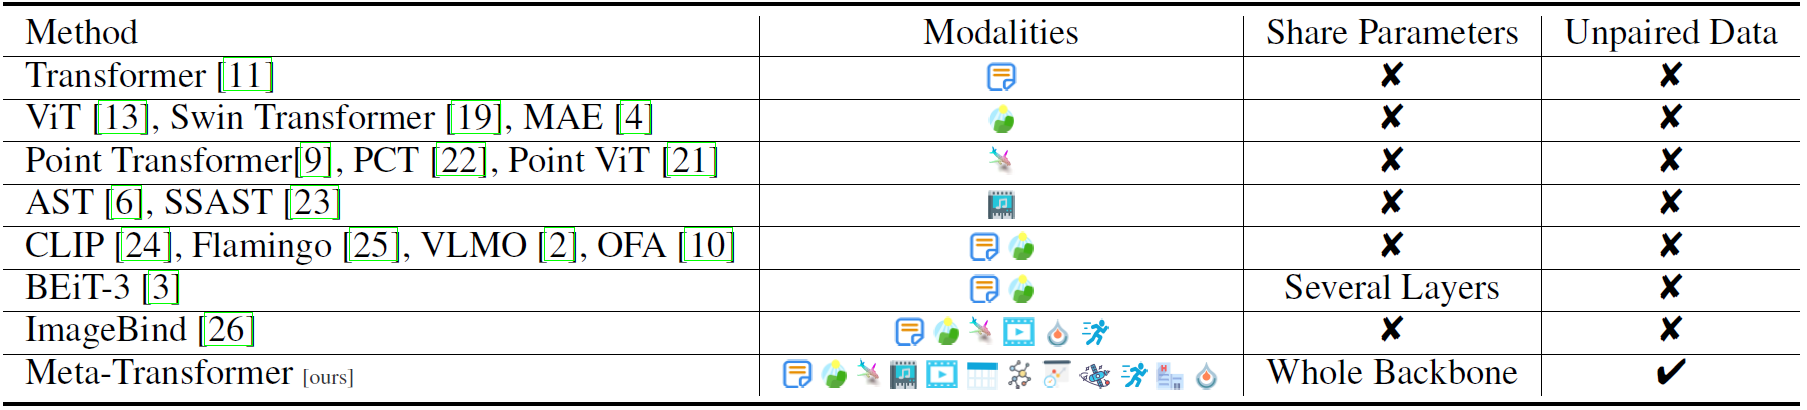 Method Modalities Share Parameters Unpaired Data
Transformer [11] ✘ ✘
ViT [13], Swin Transformer [19], MAE [4] ✘ ✘
Point Transformer[9], PCT [22], Point ViT [21] ✘ ✘
AST [6], SSAST [23] ✘ ✘
CLIP [24], Flamingo [25], VLMO [2], OFA [10] ✘ ✘
BEiT-3 [3] Several Layers ✘
ImageBind [26] ✘ ✘
Meta-Transformer [ours] Whole Backbone ✔